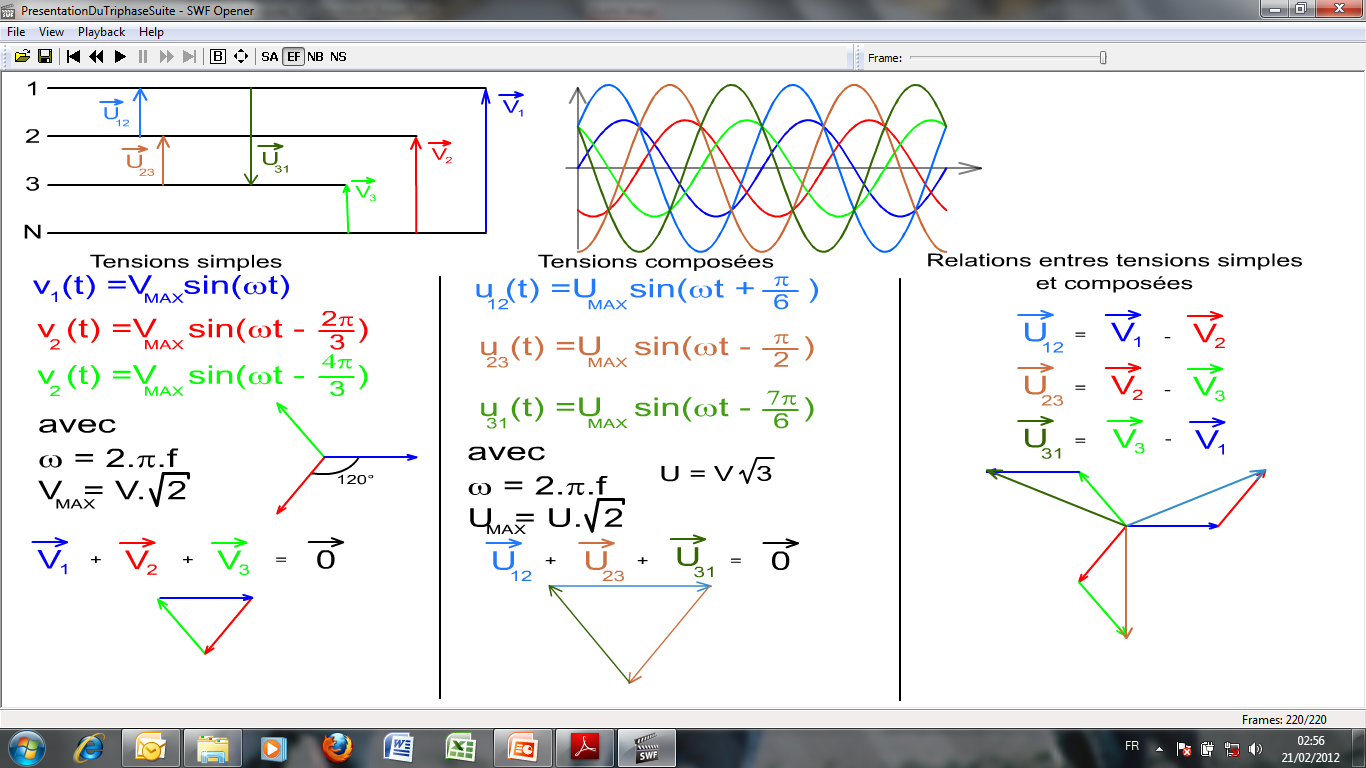 PresentationDuTriphaseSuite - SWF Opener
File View Playback Help
B SA EF NB NS Frame:
1
2
3
N
U12
U23
U31
V1
V2
V3
Tensions simples
v1(t) =VMAX sin(ωt)
v2(t) =VMAX sin(ωt - 2π/3)
v2(t) =VMAX sin(ωt - 4π/3)
avec
ω = 2.π.f
VMAX= V.√2
120°
V1 + V2 + V3 = 0
Tensions composées
u12(t) =UMAX sin(ωt + π/6 )
u23(t) =UMAX sin(ωt - π/2 )
u31(t) =UMAX sin(ωt - 7π/6 )
avec
ω = 2.π.f
U = V√3
UMAX= U.√2
U12 + U23 + U31 = 0
Relations entres tensions simples
et composées
U12 = V1 - V2
U23 = V2 - V3
U31 = V3 - V1
Frames: 220/220
SWF
FR
02:56
21/02/2012